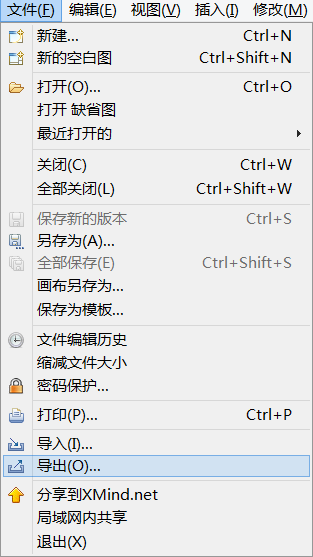 文件(F) 编辑(E) 视图(V) 插入(I) 修改(M)
新建... Ctrl+N
新的空白图 Ctrl+Shift+N
打开(O)... Ctrl+O
打开 缺省图
最近打开的
关闭(C) Ctrl+W
全部关闭(L) Ctrl+Shift+W
保存新的版本 Ctrl+S
另存为(A)...
全部保存(E) Ctrl+Shift+S
画布另存为...
保存为模板...
文件编辑历史
缩减文件大小
密码保护...
打印(P)... Ctrl+P
导入(I)...
导出(O)...
分享到XMind.net
局域网内共享
退出(X)